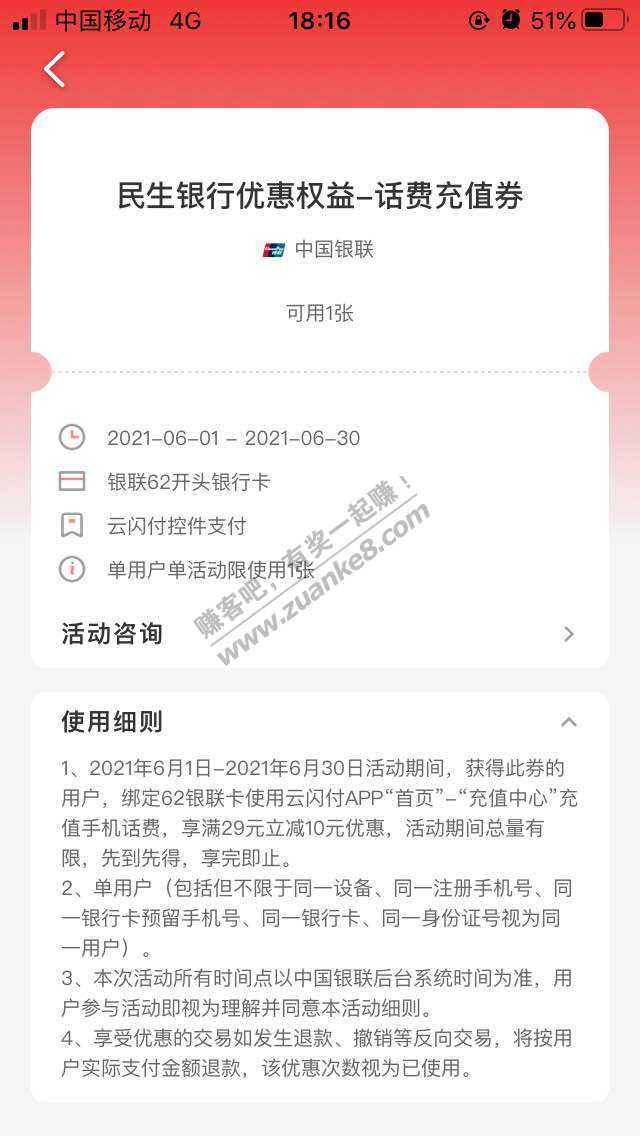 中国移动 4G 18:16 51%
民生银行优惠权益-话费充值券
中国银联
可用1张
2021-06-01 - 2021-06-30
银联62开头银行卡
云闪付控件支付
单用户单活动限使用1张
赚客吧，有奖一起赚！
www.zuanke8.com
活动咨询
使用细则
1、2021年6月1日-2021年6月30日活动期间，获得此券的
用户，绑定62银联卡使用云闪付APP“首页”-“充值中心”充
值手机话费，享满29元立减10元优惠，活动期间总量有
限，先到先得，享完即止。
2、单用户（包括但不限于同一设备、同一注册手机号、同
一银行卡预留手机号、同一银行卡、同一身份证号视为同
一用户）。
3、本次活动所有时间点以中国银联后台系统时间为准，用
户参与活动即视为理解并同意本活动细则。
4、享受优惠的交易如发生退款、撤销等反向交易，将按用
户实际支付金额退款，该优惠次数视为已使用。